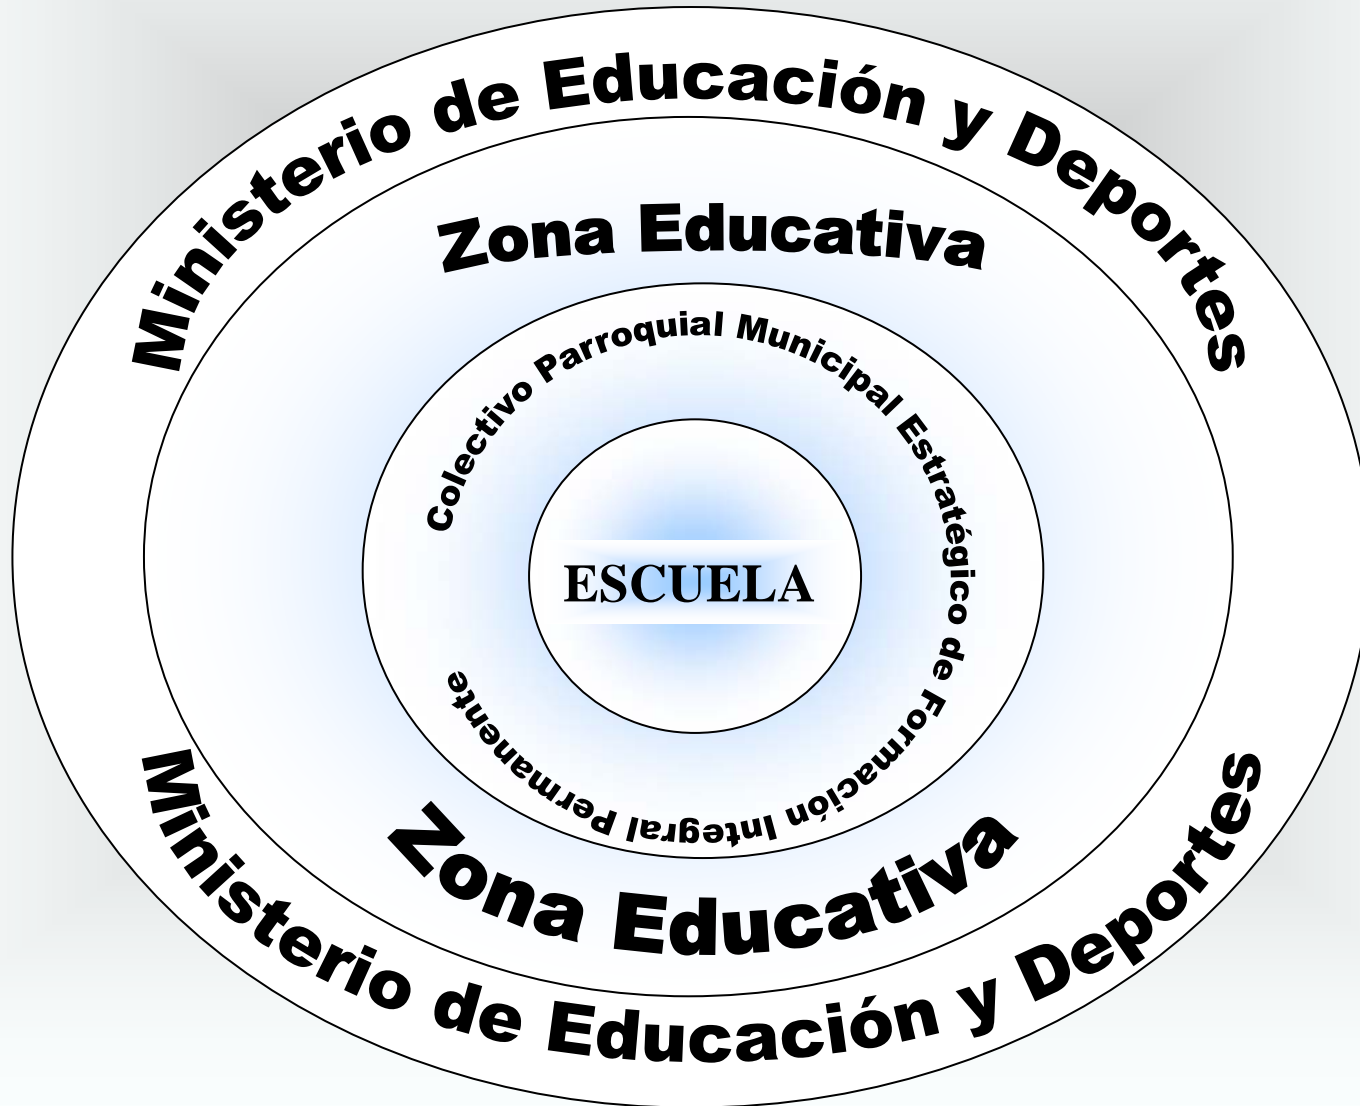 Ministerio de Educación y Deportes
Zona Educativa
Colectivo Parroquial Municipal Estratégico de Formación Integral Permanente
ESCUELA
Zona Educativa
Ministerio de Educación y Deportes